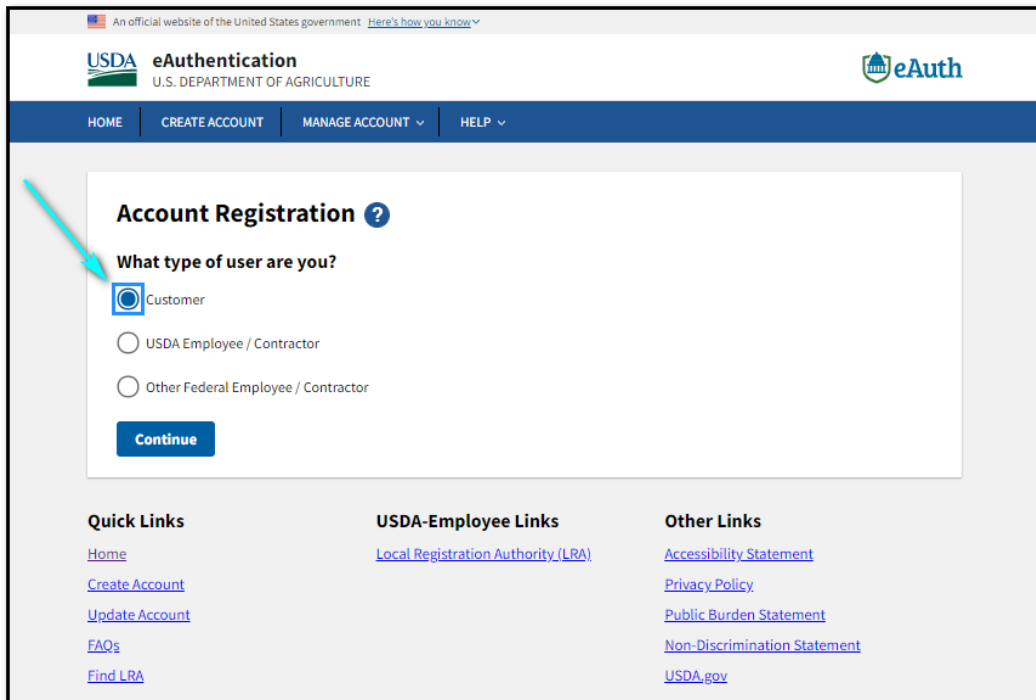 An official website of the United States government Here's how you know
USDA eAuthentication
U.S. DEPARTMENT OF AGRICULTURE
eAuth
HOME CREATE ACCOUNT MANAGE ACCOUNT HELP
Account Registration ?
What type of user are you?
Customer
USDA Employee / Contractor
Other Federal Employee / Contractor
Continue
Quick Links
Home
Create Account
Update Account
FAQs
Find LRA
USDA-Employee Links
Local Registration Authority (LRA)
Other Links
Accessibility Statement
Privacy Policy
Public Burden Statement
Non-Discrimination Statement
USDA.gov